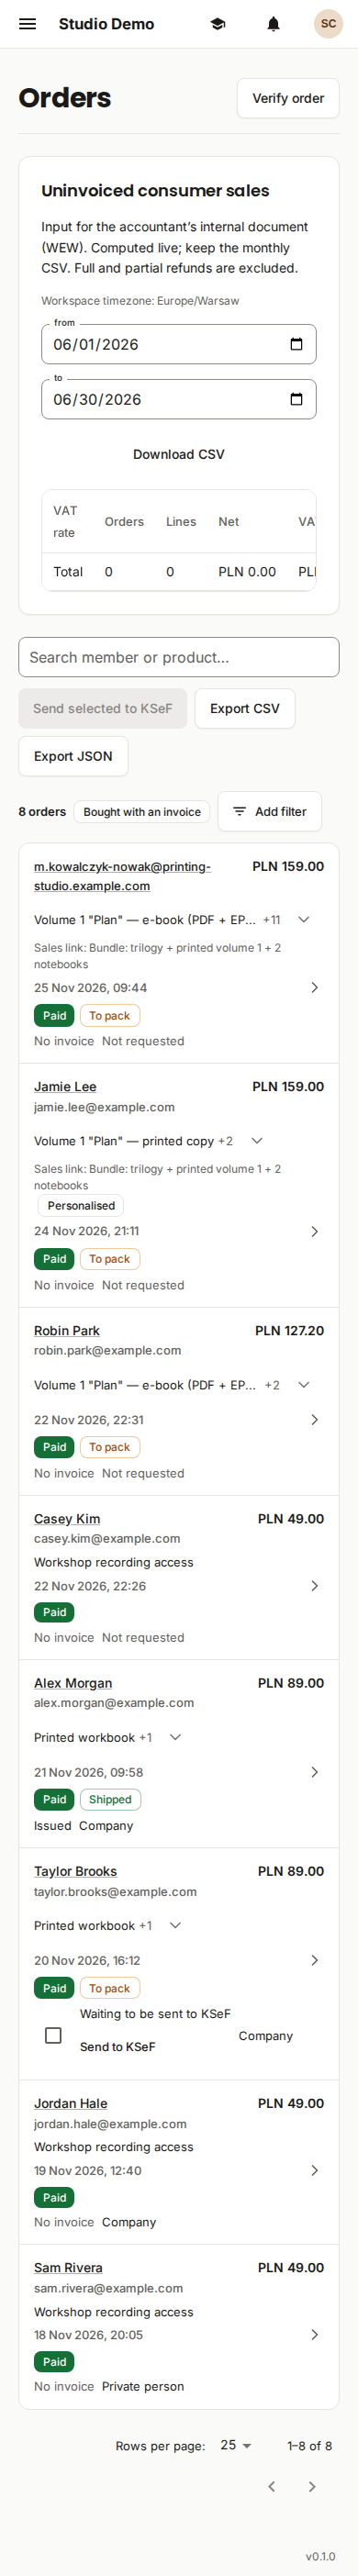 Studio Demo
SC
Orders
Verify order
Uninvoiced consumer sales
Input for the accountant's internal document
(WEW). Computed live; keep the monthly
CSV. Full and partial refunds are excluded.
Workspace timezone: Europe/Warsaw
from
06/01/2026
to
06/30/2026
Download CSV
VAT
rate
Orders Lines Net VA
Total 0 0 PLN 0.00 PL
Search member or product...
Send selected to KSeF
Export CSV
Export JSON
8 orders Bought with an invoice Add filter
m.kowalczyk-nowak@printing-
studio.example.com
PLN 159.00
Volume 1 "Plan" — e-book (PDF + EP... +11
Sales link: Bundle: trilogy + printed volume 1 + 2
notebooks
25 Nov 2026, 09:44
Paid To pack
No invoice Not requested
Jamie Lee PLN 159.00
jamie.lee@example.com
Volume 1 "Plan" — printed copy +2
Sales link: Bundle: trilogy + printed volume 1 + 2
notebooks
Personalised
24 Nov 2026, 21:11
Paid To pack
No invoice Not requested
Robin Park PLN 127.20
robin.park@example.com
Volume 1 "Plan" — e-book (PDF + EP... +2
22 Nov 2026, 22:31
Paid To pack
No invoice Not requested
Casey Kim PLN 49.00
casey.kim@example.com
Workshop recording access
22 Nov 2026, 22:26
Paid
No invoice Not requested
Alex Morgan PLN 89.00
alex.morgan@example.com
Printed workbook +1
21 Nov 2026, 09:58
Paid Shipped
Issued Company
Taylor Brooks PLN 89.00
taylor.brooks@example.com
Printed workbook +1
20 Nov 2026, 16:12
Paid To pack
Waiting to be sent to KSeF
Send to KSeF
Company
Jordan Hale PLN 49.00
jordan.hale@example.com
Workshop recording access
19 Nov 2026, 12:40
Paid
No invoice Company
Sam Rivera PLN 49.00
sam.rivera@example.com
Workshop recording access
18 Nov 2026, 20:05
Paid
No invoice Private person
Rows per page: 25 1–8 of 8
v0.1.0